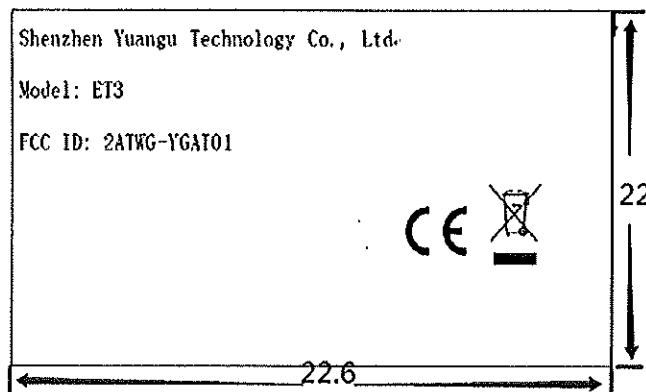 Shenzhen Yuangu Technology Co., Ltd.
Model: ET3
FCC ID: 2ATWG-YGAT01
CE
22
22.6